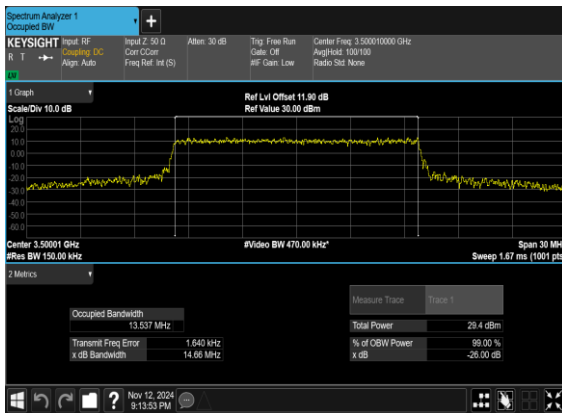 Spectrum Analyzer 1
Occupied BW
+
KEYSIGHT Input: RF Input Z: 50 Ω Atten: 30 dB Trig: Free Run Center Freq: 3.500010000 GHz
R T Coupling: DC Corr CCorr Gate: Off Avg|Hold: 100/100
Align: Auto Freq Ref: Int (S) #IF Gain: Low Radio Std: None
1 Graph
Ref Lvl Offset 11.90 dB
Scale/Div 10.0 dB Ref Value 30.00 dBm
Log
20.0
10.0
0.00
-10.0
-20.0
-30.0
-40.0
-50.0
-60.0
Center 3.50001 GHz #Video BW 470.00 kHz* Span 30 MH
#Res BW 150.00 kHz Sweep 1.67 ms (1001 pts
2 Metrics
Measure Trace Trace 1
Occupied Bandwidth
13.537 MHz Total Power 29.4 dBm
Transmit Freq Error 1.640 kHz % of OBW Power 99.00 %
x dB Bandwidth 14.66 MHz x dB -26.00 dB
? Nov 12, 2024
9:13:53 PM